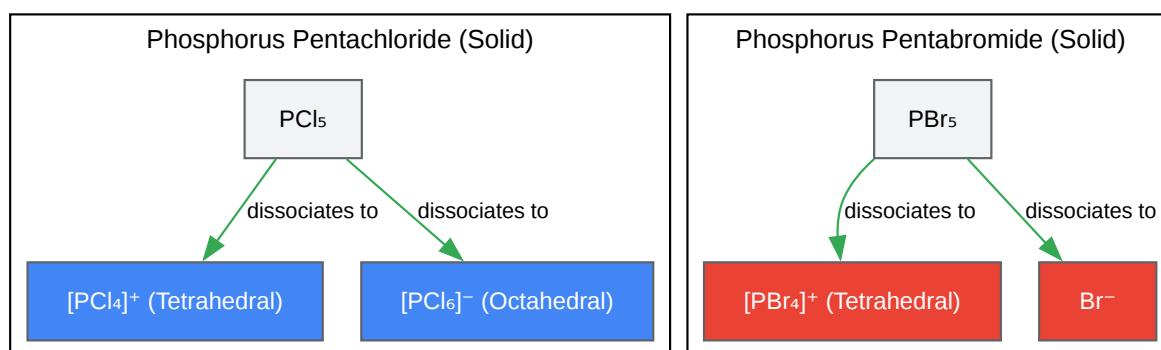 Phosphorus Pentachloride (Solid)
PCl₅
dissociates to
dissociates to
[PCl₄]⁺ (Tetrahedral)
[PCl₆]⁻ (Octahedral)
Phosphorus Pentabromide (Solid)
PBr₅
dissociates to
dissociates to
[PBr₄]⁺ (Tetrahedral)
Br⁻